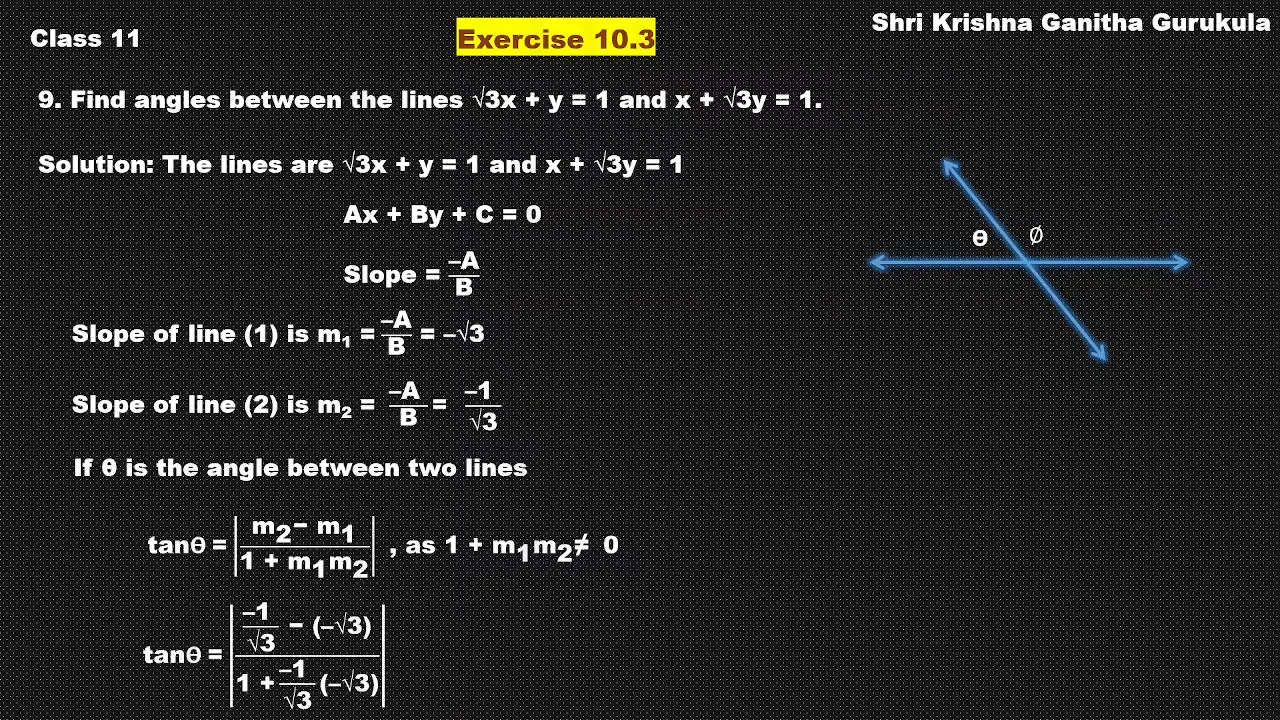 Shri Krishna Ganitha Gurukula
Class 11
Exercise 10.3
9. Find angles between the lines √3x + y = 1 and x + √3y = 1.
Solution: The lines are √3x + y = 1 and x + √3y = 1
Ax + By + C = 0
Slope = –A/B
Slope of line (1) is m₁ = –A/B = –√3
Slope of line (2) is m₂ = –A/B = –1/√3
If θ is the angle between two lines
tanθ = |(m₂ – m₁)/(1 + m₁m₂)| , as 1 + m₁m₂ ≠ 0
tanθ = |(–1/√3 – (–√3))/(1 + –1/√3 (–√3))|
θ ∅